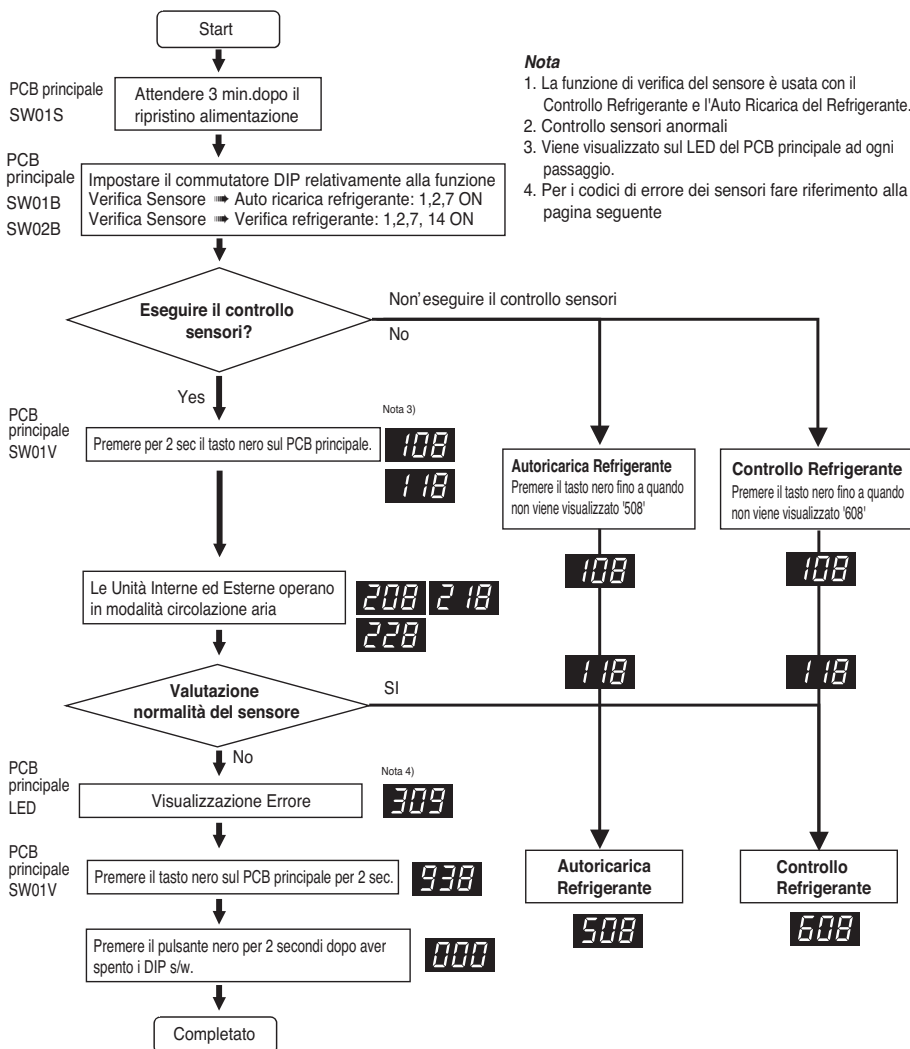 Start
Nota
1. La funzione di verifica del sensore è usata con il
Controllo Refrigerante e l'Auto Ricarica del Refrigerante.
2. Controllo sensori anormali
3. Viene visualizzato sul LED del PCB principale ad ogni
passaggio.
4. Per i codici di errore dei sensori fare riferimento alla
pagina seguente
PCB principale
SW01S
Attendere 3 min.dopo il
ripristino alimentazione
PCB
principale
SW01B
SW02B
Impostare il commutatore DIP relativamente alla funzione
Verifica Sensore ➠ Auto ricarica refrigerante: 1,2,7 ON
Verifica Sensore ➠ Verifica refrigerante: 1,2,7, 14 ON
Eseguire il controllo
sensori?
Non' eseguire il controllo sensori
No
Yes
PCB
principale
SW01V
Premere per 2 sec il tasto nero sul PCB principale.
Nota 3)
108
118
Autoricarica Refrigerante
Premere il tasto nero fino a quando
non viene visualizzato '508'
Controllo Refrigerante
Premere il tasto nero fino a quando
non viene visualizzato '608'
108
108
Le Unità Interne ed Esterne operano
in modalità circolazione aria
208 218
228
118
118
Valutazione
normalità del sensore
SI
No
PCB
principale
LED
Visualizzazione Errore
Nota 4)
309
PCB
principale
SW01V
Premere il tasto nero sul PCB principale per 2 sec.
938
Autoricarica
Refrigerante
508
Controllo
Refrigerante
608
Premere il pulsante nero per 2 secondi dopo aver
spento i DIP s/w.
000
Completato